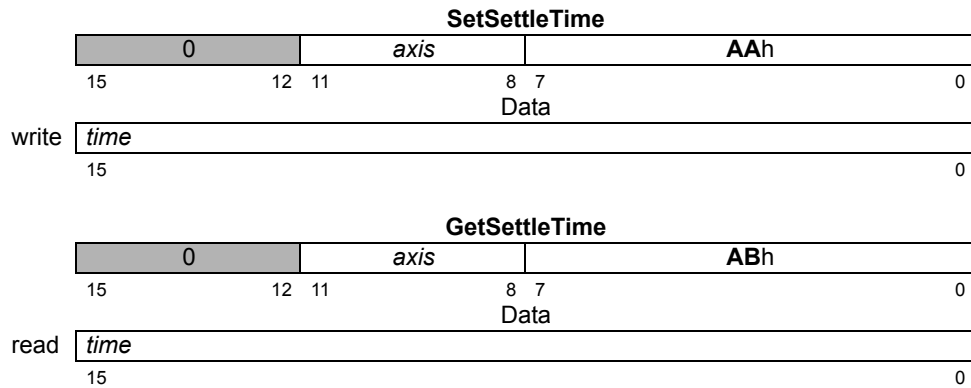 SetSettleTime
0 axis AAh
15 12 11 8 7 0
Data
write time
15 0
GetSettleTime
0 axis ABh
15 12 11 8 7 0
Data
read time
15 0